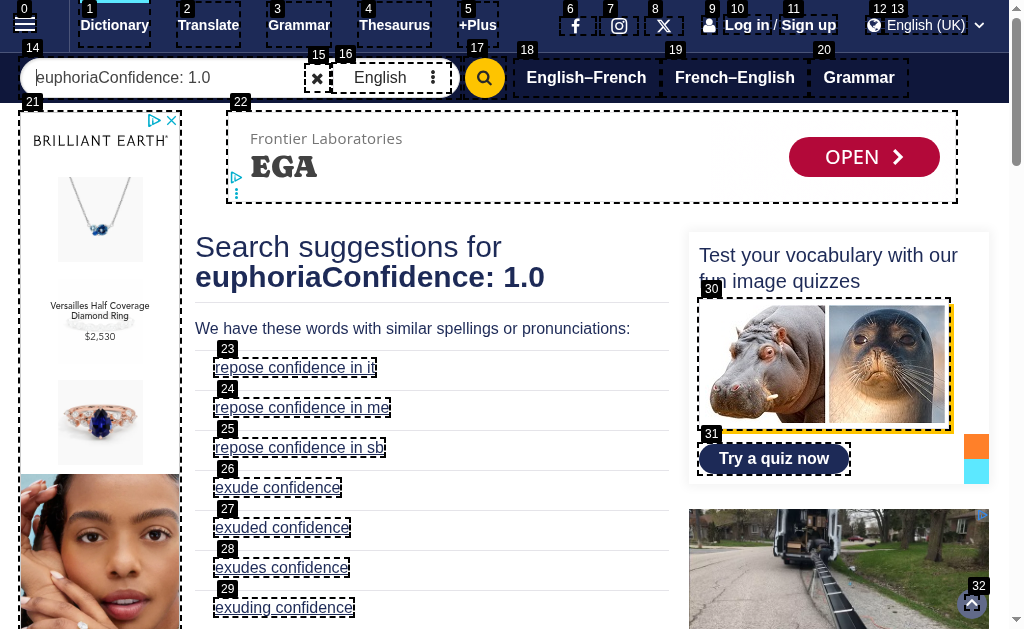 0 1 2 3 4 5 6 7 8 9 10 11 12 13
Dictionary Translate Grammar Thesaurus +Plus Log in / Sign up English (UK)
14 15 16 17 18 19 20
euphoriaConfidence: 1.0 English English–French French–English Grammar
21 22
BRILLIANT EARTH
Versailles Half Coverage
Diamond Ring
$2,530
Frontier Laboratories
EGA
OPEN
Search suggestions for
euphoriaConfidence: 1.0
We have these words with similar spellings or pronunciations:
23
repose confidence in it
24
repose confidence in me
25
repose confidence in sb
26
exude confidence
27
exuded confidence
28
exudes confidence
29
exuding confidence
Test your vocabulary with our
fun image quizzes
30
31
Try a quiz now
32